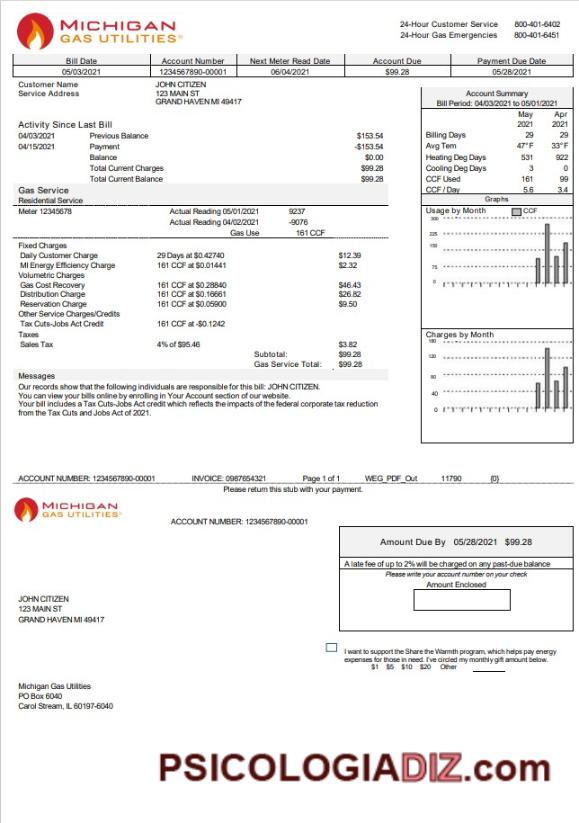 MICHIGAN
GAS UTILITIES®
24-Hour Customer Service 800-401-6402
24-Hour Gas Emergencies 800-401-6451
Bill Date Account Number Next Meter Read Date Account Due Payment Due Date
05/03/2021 1234567890-00001 06/04/2021 $99.28 05/28/2021
Customer Name JOHN CITIZEN
Service Address 123 MAIN ST
GRAND HAVEN MI 49417
Account Summary
Bill Period: 04/03/2021 to 05/01/2021
May Apr
2021 2021
Billing Days 29 29
Avg Tem 47°F 33°F
Heating Deg Days 531 922
Cooling Deg Days 3 0
CCF Used 161 99
CCF / Day 5.6 3.4
Activity Since Last Bill
04/03/2021 Previous Balance $153.54
04/15/2021 Payment -$153.54
Balance $0.00
Total Current Charges $99.28
Total Current Balance $99.28
Gas Service
Residential Service
Meter 12345678 Actual Reading 05/01/2021 9237
Actual Reading 04/02/2021 -9076
Gas Use 161 CCF
Fixed Charges
Daily Customer Charge 29 Days at $0.42740 $12.39
MI Energy Efficiency Charge 161 CCF at $0.01441 $2.32
Volumetric Charges
Gas Cost Recovery 161 CCF at $0.28840 $46.43
Distribution Charge 161 CCF at $0.16661 $26.82
Reservation Charge 161 CCF at $0.05900 $9.50
Other Service Charges/Credits
Tax Cuts-Jobs Act Credit 161 CCF at -$0.1242
Taxes
Sales Tax 4% of $95.46 $3.82
Subtotal: $99.28
Gas Service Total: $99.28
Graphs
Usage by Month CCF
300
225
150
75
0
Charges by Month
160
120
80
40
0
Messages
Our records show that the following individuals are responsible for this bill: JOHN CITIZEN.
You can view your bills online by enrolling in Your Account section of our website.
Your bill includes a Tax Cuts-Jobs Act credit which reflects the impacts of the federal corporate tax reduction
from the Tax Cuts and Jobs Act of 2021.
ACCOUNT NUMBER: 1234567890-00001 INVOICE: 0987654321 Page 1 of 1 WEG_PDF_Out 11790 {0}
Please return this stub with your payment.
MICHIGAN
GAS UTILITIES®
ACCOUNT NUMBER: 1234567890-00001
Amount Due By 05/28/2021 $99.28
A late fee of up to 2% will be charged on any past-due balance
Please write your account number on your check
Amount Enclosed
JOHN CITIZEN
123 MAIN ST
GRAND HAVEN MI 49417
I want to support the Share the Warmth program, which helps pay energy
expenses for those in need. I've circled my monthly gift amount below.
$1 $5 $10 $20 Other
Michigan Gas Utilities
PO Box 6040
Carol Stream, IL 60197-6040
PSICOLOGIADIZ.com